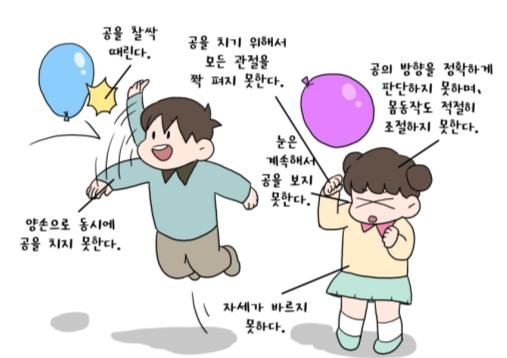 공을 찰싹
때린다.
공을 치기 위해서
모든 관절을
쫙 펴지 못한다.
공의 방향을 정확하게
판단하지 못하며,
몸동작도 적절히
조절하지 못한다.
눈은
계속해서
공을 보지
못한다.
양손으로 동시에
공을 치지 못한다.
자세가 바르지
못하다.